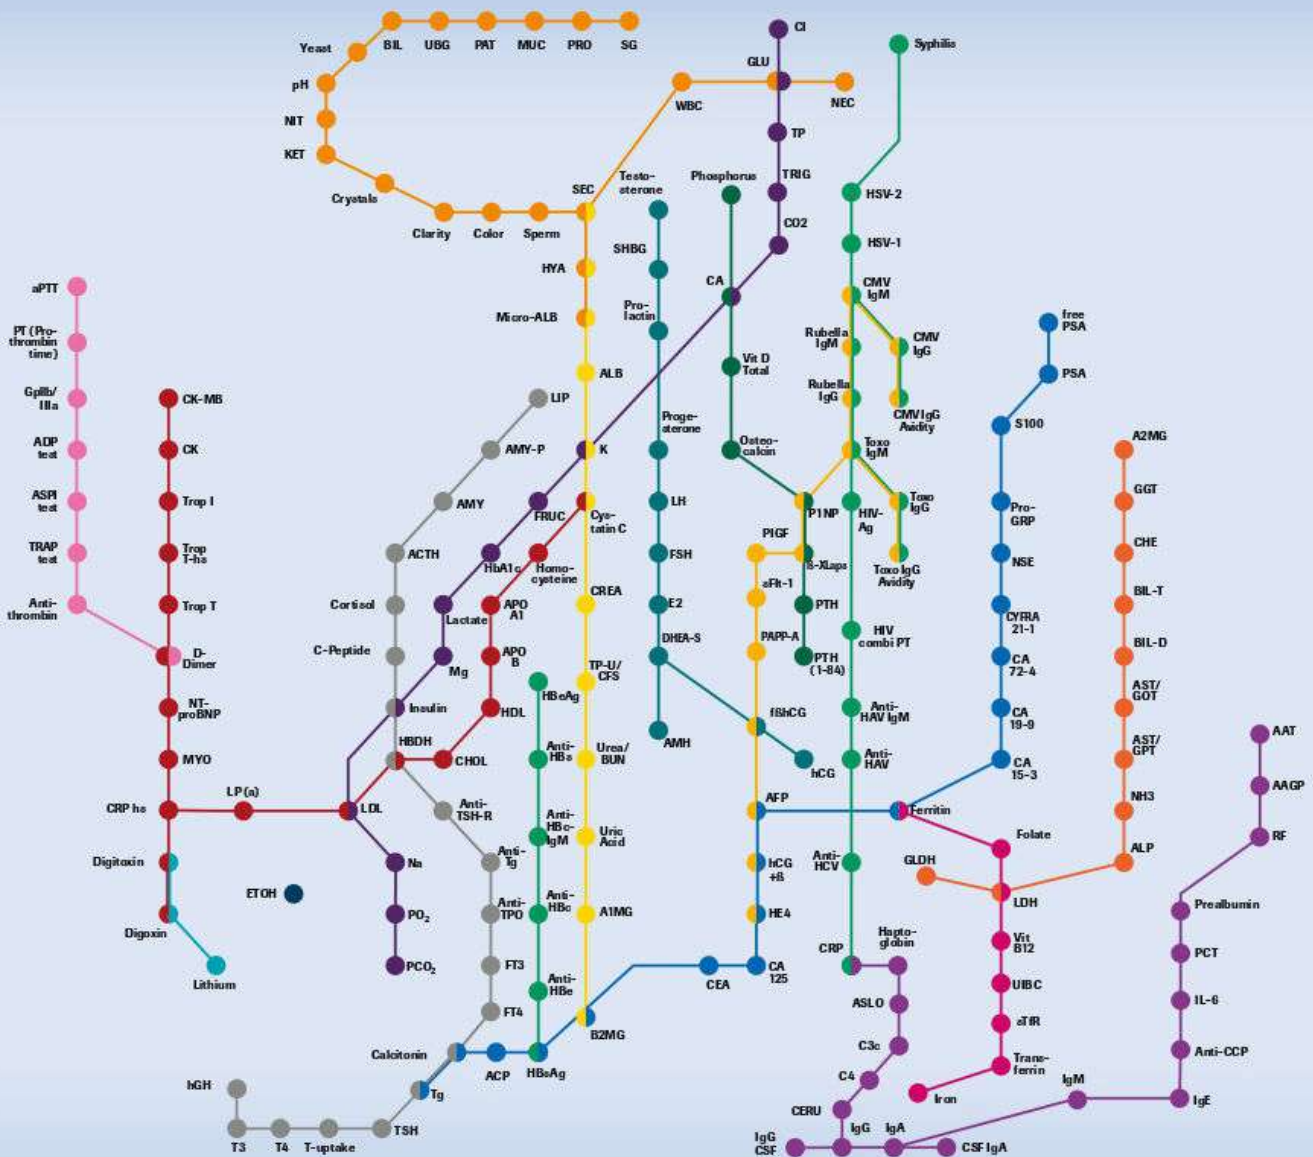 CI
Syphilis
Yeast
BIL
UBG
PAT
MUC
PRO
SG
GLU
pH
WBC
NEC
NIT
TP
KET
Testo-
sterone
Phosphorus
TRIG
Crystals
SEC
HSV-2
Clarity
Color
Sperm
CO2
SHBG
HSV-1
HYA
CA
CMV
IgM
aPTT
Micro-ALB
Pro-
lactin
free
PSA
PT (Pro-
thrombin
time)
Rubella
IgM
CMV
IgG
Vit D
Total
PSA
ALB
GpIIb/
IIIa
CK-MB
LIP
Rubella
IgG
CMV IgG
Avidity
Proge-
sterone
S100
A2MG
ADP
test
CK
AMY-P
K
Osteo-
calcin
Toxo
IgM
GGT
ASPI
test
Trop I
AMY
FRUC
Cys-
tatin C
LH
P1NP
HIV-
Ag
Toxo
IgG
Pro-
GRP
PIGF
TRAP
test
Trop
T-hs
ACTH
HbA1c
Homo-
cysteine
FSH
ß-XLaps
Toxo IgG
Avidity
NSE
CHE
sFlt-1
CREA
BIL-T
Anti-
thrombin
Trop T
Cortisol
Lactate
APO
A1
E2
PTH
CYFRA
21-1
HIV
combi PT
DHEA-S
PAPP-A
BIL-D
D-
Dimer
C-Peptide
Mg
APO
B
PTH
(1-84)
CA
72-4
TP-U/
CFS
HBeAg
AST/
GOT
NT-
proBNP
Insulin
HDL
fßhCG
Anti-
HAV IgM
CA
19-9
AMH
AAT
HBDH
MYO
CHOL
Anti-
HBs
Urea/
BUN
hCG
Anti-
HAV
CA
15-3
AST/
GPT
AAGP
LP(a)
AFP
NH3
CRP hs
LDL
Anti-
TSH-R
Ferritin
Anti-
HBc-
IgM
Uric
Acid
Folate
RF
Digitoxin
Na
Anti-
Tg
hCG
+ß
Anti-
HCV
GLDH
ALP
ETOH
LDH
Digoxin
PO2
Anti-
TPO
Anti-
HBc
A1MG
HE4
Prealbumin
Hapto-
globin
Vit
B12
CRP
Lithium
PCO2
FT3
CEA
CA
125
PCT
Anti-
HBe
UIBC
ASLO
IL-6
FT4
B2MG
sTfR
Calcitonin
C3c
Anti-CCP
ACP
HBsAg
Trans-
ferrin
hGH
Tg
C4
IgM
Iron
IgE
CERU
T3
T4
T-uptake
TSH
IgG
CSF
IgG
IgA
CSF IgA